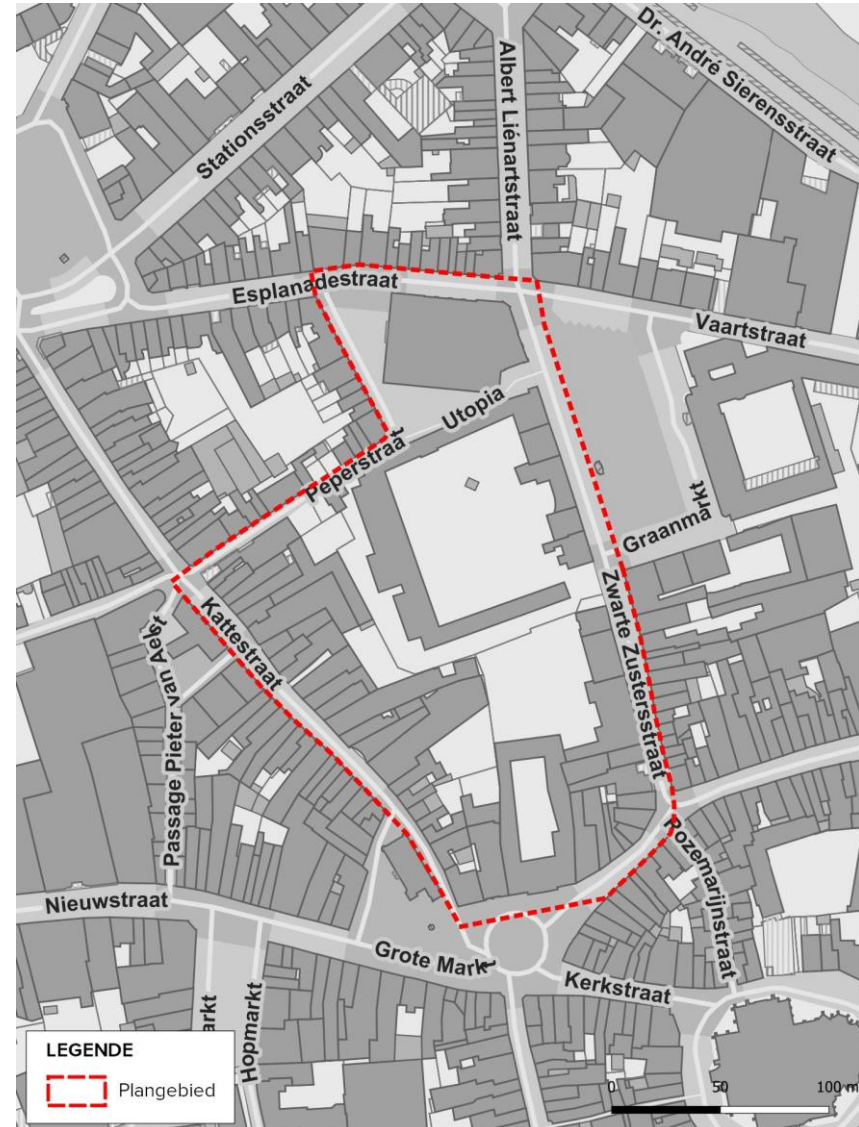 Dr. André Sierensstraat
Albert Liénartstraat
Stationsstraat
Esplanadestraat
Vaartstraat
Utopia
Peperstraat
Graanmarkt
Kattestraat
Zwarte Zustersstraat
Passage Pieter van Aelst
Rozemarijnstraat
Nieuwstraat
Grote Markt
Kerkstraat
Hopmarkt
arkt
LEGENDE
Plangebied
0 50 100 m